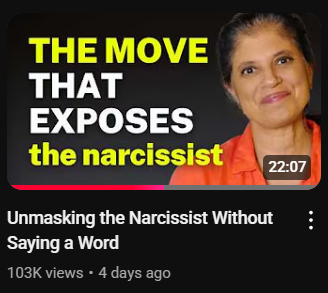 THE MOVE
THAT
EXPOSES
the narcissist
22:07
Unmasking the Narcissist Without
Saying a Word
103K views • 4 days ago